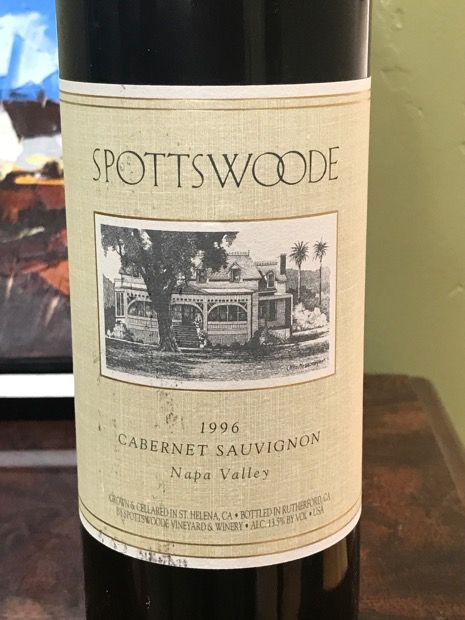 SPOTTSWOODE
1996
CABERNET SAUVIGNON
Napa Valley
GROWN & CELLARED IN ST. HELENA, CA • BOTTLED IN RUTHERFORD, CA
BY SPOTTSWOODE VINEYARD & WINERY • ALC. 13.5% BY VOL • USA